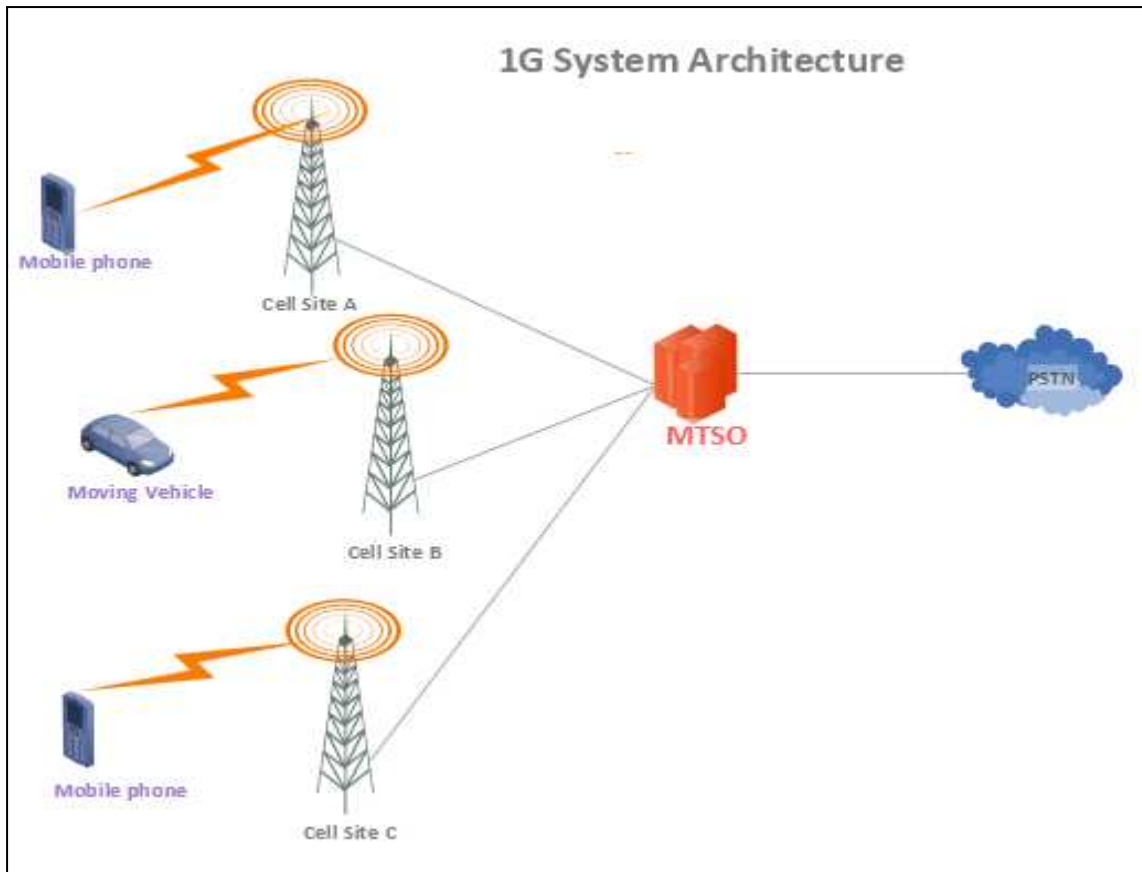 1G System Architecture
Mobile phone
Cell Site A
Moving Vehicle
Cell Site B
MTSO
PSTN
Mobile phone
Cell Site C